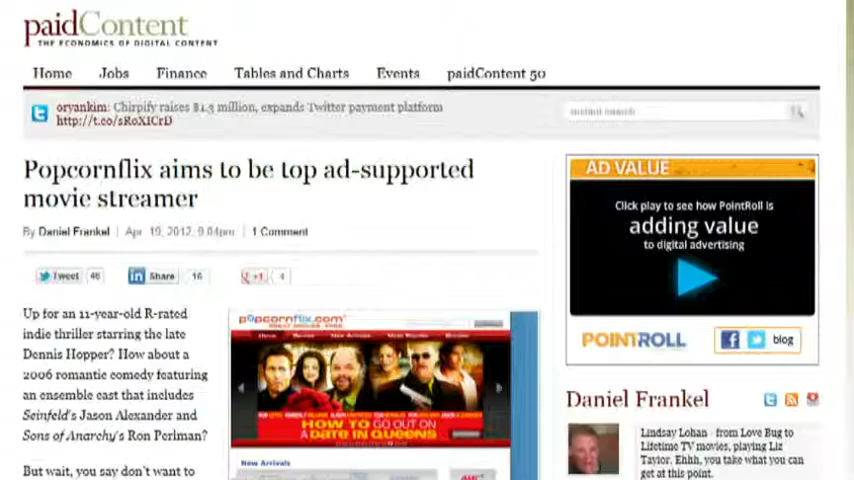 paidContent
THE ECONOMICS OF DIGITAL CONTENT
Home Jobs Finance Tables and Charts Events paidContent 50
oryankim: Chirpify raises $1.3 million, expands Twitter payment platform
http://t.co/sRoXICrD
Popcornflix aims to be top ad-supported
movie streamer
By Daniel Frankel | Apr 19, 2012, 9:04pm | 1 Comment
Tweet 46 Share 16 +1 4
Up for an 11-year-old R-rated
indie thriller starring the late
Dennis Hopper? How about a
2006 romantic comedy featuring
an ensemble cast that includes
Seinfeld's Jason Alexander and
Sons of Anarchy's Ron Perlman?
But wait, you say don't want to
popcornflix.com
GREAT MOVIES. FREE.
HOW TO GO OUT ON
A DATE IN QUEENS
New Arrivals
AD VALUE
Click play to see how PointRoll is
adding value
to digital advertising
POINTROLL
blog
Daniel Frankel
Lindsay Lohan - from Love Bug to
Lifetime TV movies, playing Liz
Taylor. Ehhh, you take what you can
get at this point.